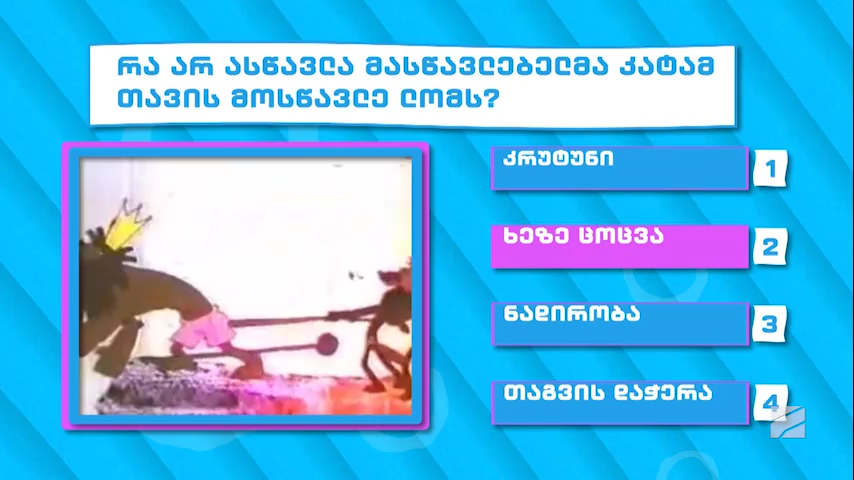 რა არ ასწავლა მასწავლებელმა კატამ
თავის მოსწავლე ლომს?
კრუტუნი
1
ხეზე ცოცვა
2
ნადირობა
3
თაგვის დაჭერა
4